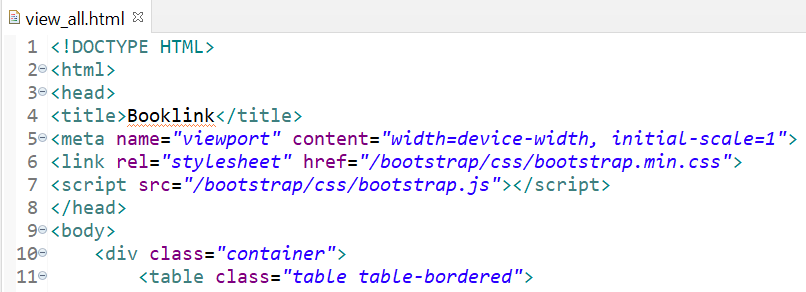 view_all.html
1 <!DOCTYPE HTML>
2 <html>
3 <head>
4 <title>Booklink</title>
5 <meta name="viewport" content="width=device-width, initial-scale=1">
6 <link rel="stylesheet" href="/bootstrap/css/bootstrap.min.css">
7 <script src="/bootstrap/css/bootstrap.js"></script>
8 </head>
9 <body>
10 <div class="container">
11 <table class="table table-bordered">